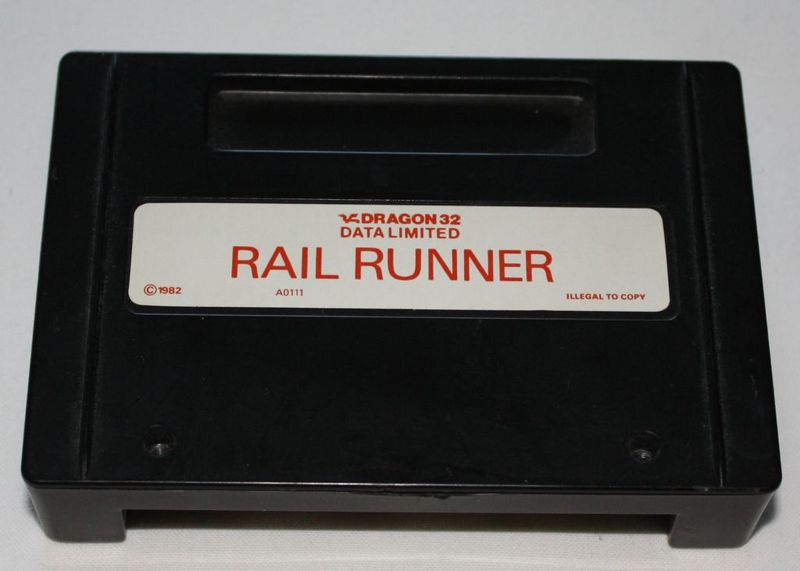 DRAGON 32
DATA LIMITED
RAIL RUNNER
©1982 A0111 ILLEGAL TO COPY